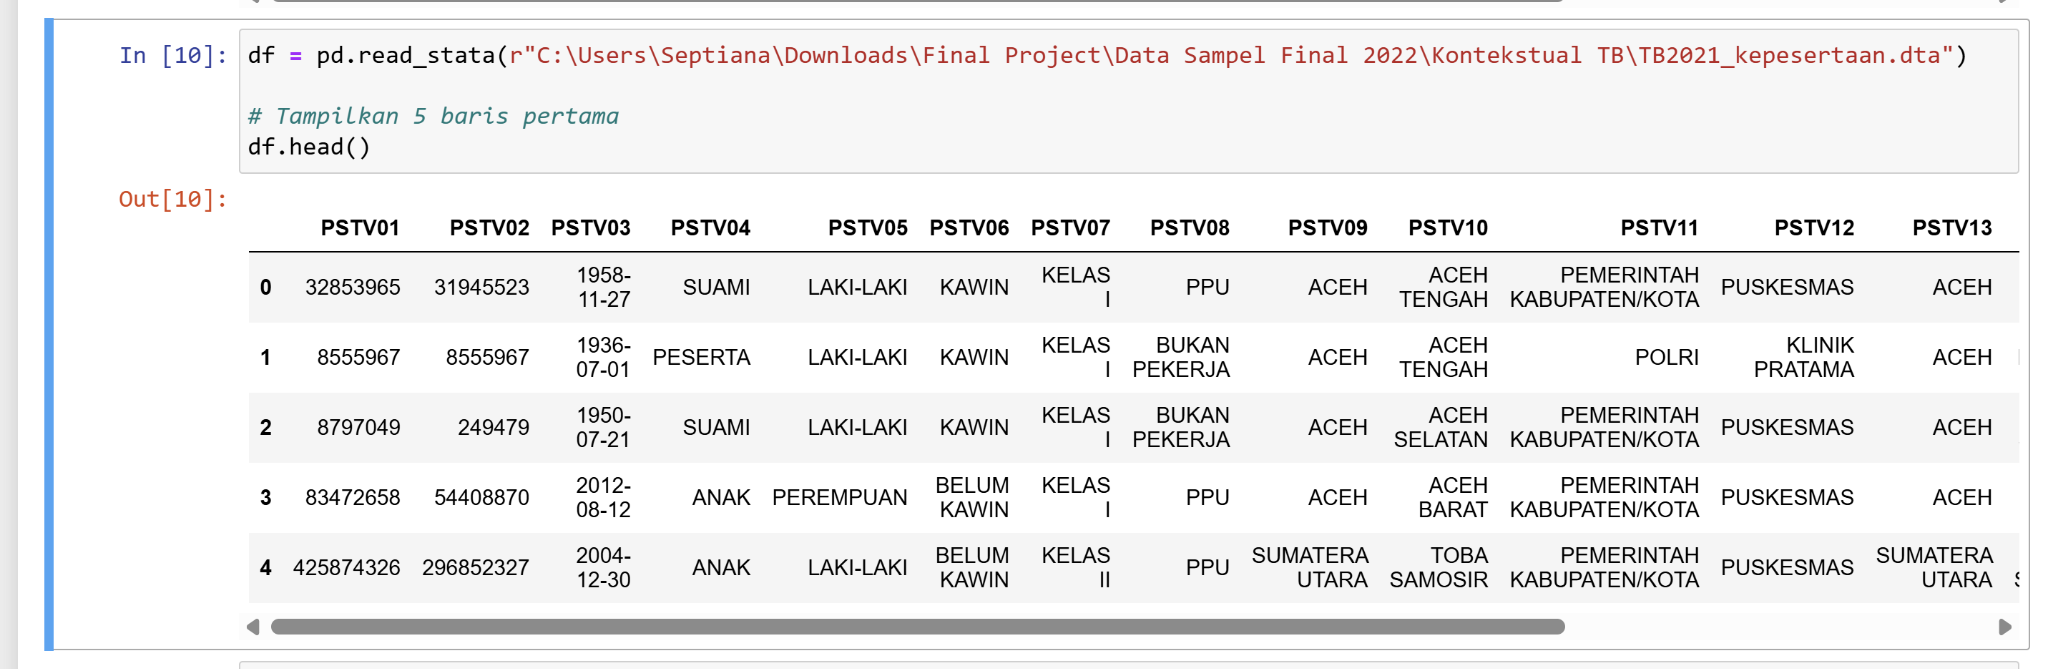 In [10]: df = pd.read_stata(r"C:\Users\Septiana\Downloads\Final Project\Data Sampel Final 2022\Kontekstual TB\TB2021_kepesertaan.dta")
# Tampilkan 5 baris pertama
df.head()
Out[10]:
PSTV01 PSTV02 PSTV03 PSTV04 PSTV05 PSTV06 PSTV07 PSTV08 PSTV09 PSTV10 PSTV11 PSTV12 PSTV13
0 32853965 31945523 1958-11-27 SUAMI LAKI-LAKI KAWIN KELAS I PPU ACEH ACEH TENGAH PEMERINTAH KABUPATEN/KOTA PUSKESMAS ACEH
1 8555967 8555967 1936-07-01 PESERTA LAKI-LAKI KAWIN KELAS I BUKAN PEKERJA ACEH ACEH TENGAH POLRI KLINIK PRATAMA ACEH
2 8797049 249479 1950-07-21 SUAMI LAKI-LAKI KAWIN KELAS I BUKAN PEKERJA ACEH ACEH SELATAN PEMERINTAH KABUPATEN/KOTA PUSKESMAS ACEH
3 83472658 54408870 2012-08-12 ANAK PEREMPUAN BELUM KAWIN KELAS I PPU ACEH ACEH BARAT PEMERINTAH KABUPATEN/KOTA PUSKESMAS ACEH
4 425874326 296852327 2004-12-30 ANAK LAKI-LAKI BELUM KAWIN KELAS II PPU SUMATERA UTARA TOBA SAMOSIR PEMERINTAH KABUPATEN/KOTA PUSKESMAS SUMATERA UTARA